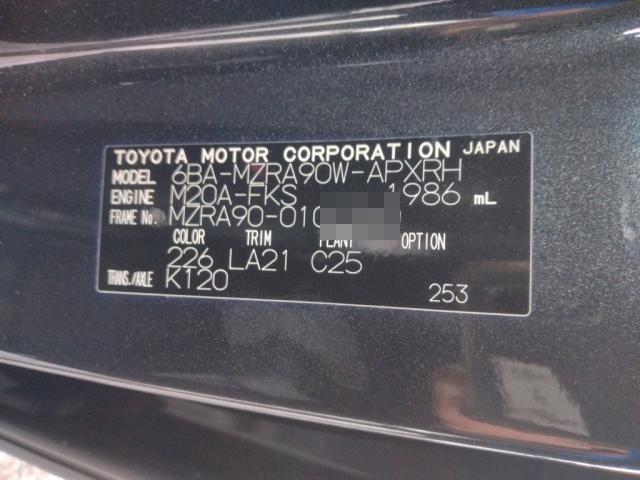 TOYOTA MOTOR CORPORATION JAPAN
MODEL 6BA-MZRA90W-APXRH
ENGINE M20A-FKS 1986 mL
FRAME No. MZRA90-010
COLOR TRIM PLANT OPTION
226 LA21 C25
TRANS./AXLE K120
253